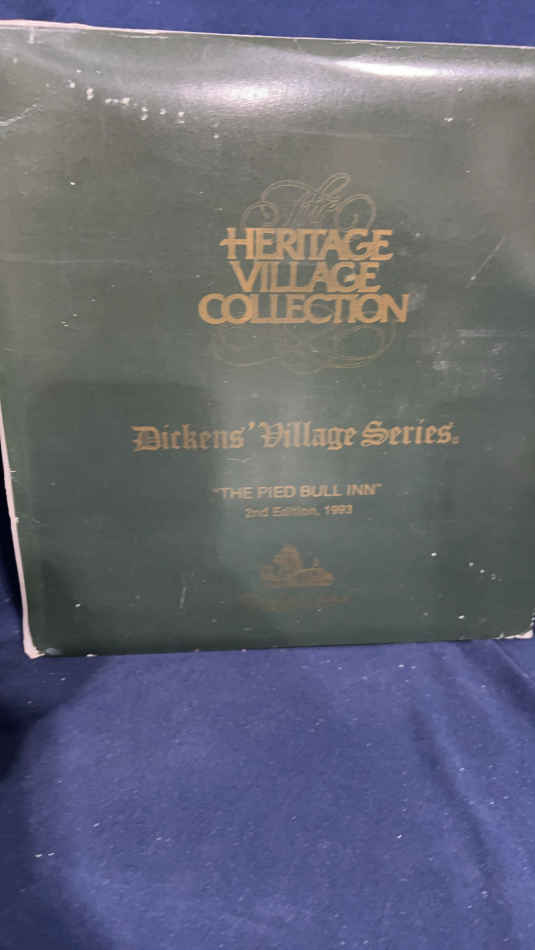 The
HERITAGE
VILLAGE
COLLECTION
Dickens' Village Series®
"THE PIED BULL INN"
2nd Edition, 1993